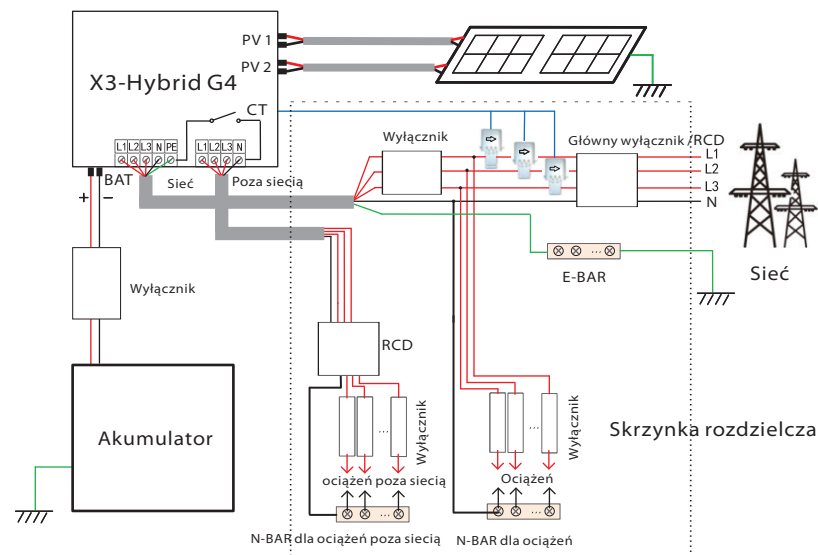 PV 1
PV 2
X3-Hybrid G4
CT
L1 L2 L3 N PE
L1 L2 L3 N
BAT
Sieć
Poza siecią
+ −
Wyłącznik
Główny wyłącznik /RCD
L1
L2
L3
N
...
E-BAR
Sieć
Wyłącznik
RCD
Akumulator
...
Wyłącznik
...
Wyłącznik
Skrzynka rozdzielcza
ociążeń poza siecią
Ociążeń
...
...
N-BAR dla ociążeń poza siecią
N-BAR dla ociążeń